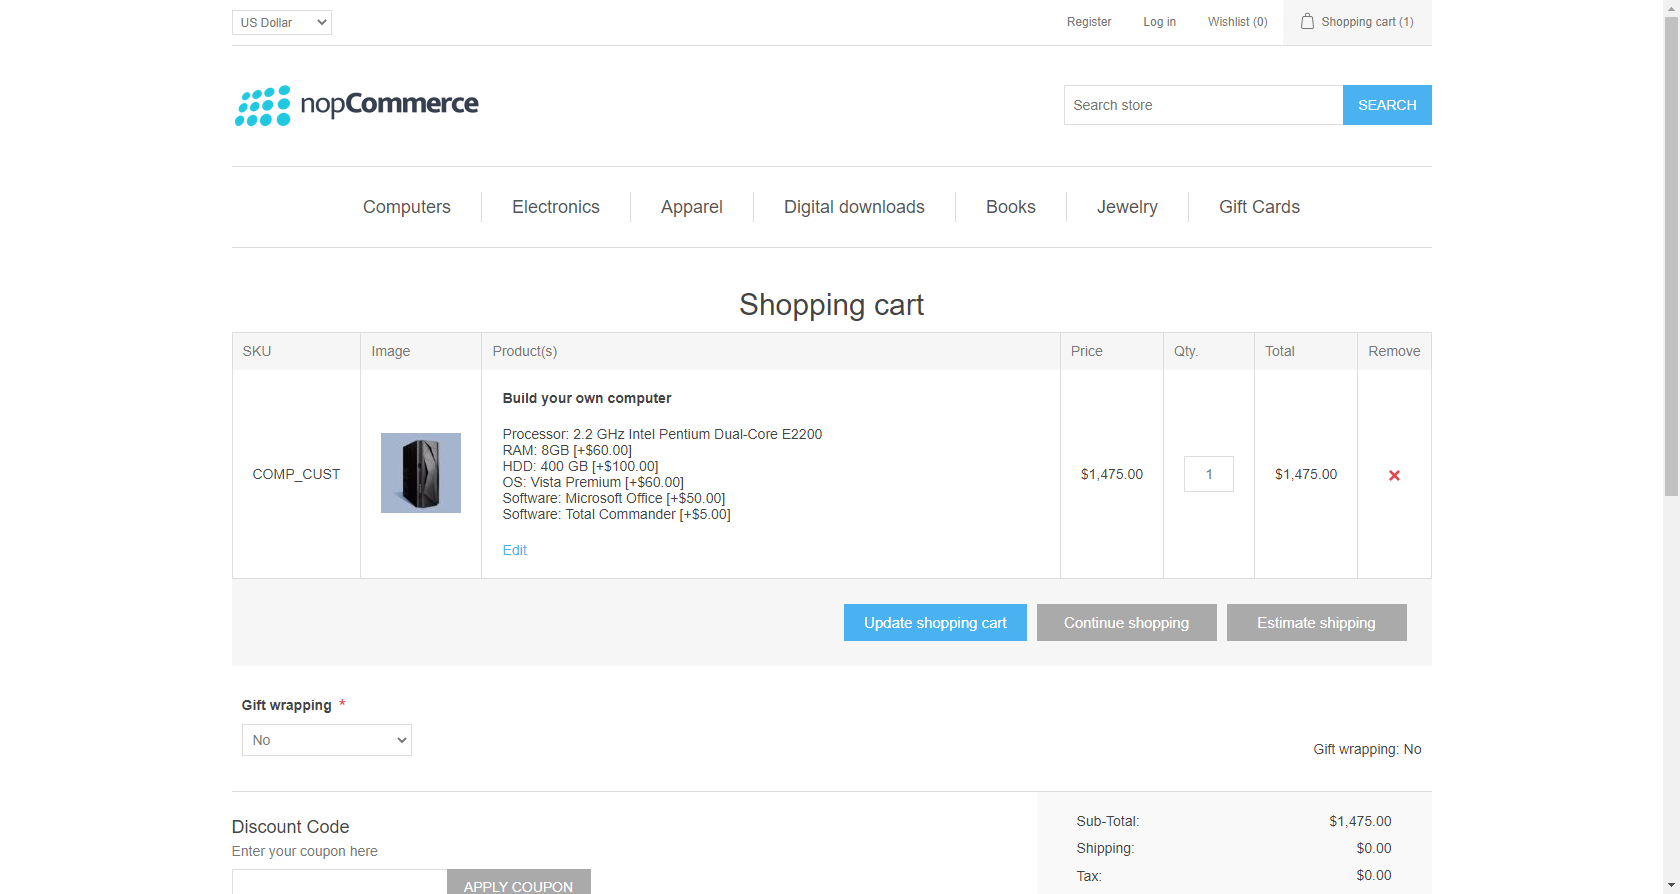 US Dollar
Register
Log in
Wishlist (0)
Shopping cart (1)
nopCommerce
Search store
SEARCH
Computers
Electronics
Apparel
Digital downloads
Books
Jewelry
Gift Cards
Shopping cart
SKU
Image
Product(s)
Price
Qty.
Total
Remove
COMP_CUST
Build your own computer
Processor: 2.2 GHz Intel Pentium Dual-Core E2200
RAM: 8GB [+$60.00]
HDD: 400 GB [+$100.00]
OS: Vista Premium [+$60.00]
Software: Microsoft Office [+$50.00]
Software: Total Commander [+$5.00]
Edit
$1,475.00
1
$1,475.00
Update shopping cart
Continue shopping
Estimate shipping
Gift wrapping *
No
Gift wrapping: No
Discount Code
Enter your coupon here
APPLY COUPON
Sub-Total: $1,475.00
Shipping: $0.00
Tax: $0.00